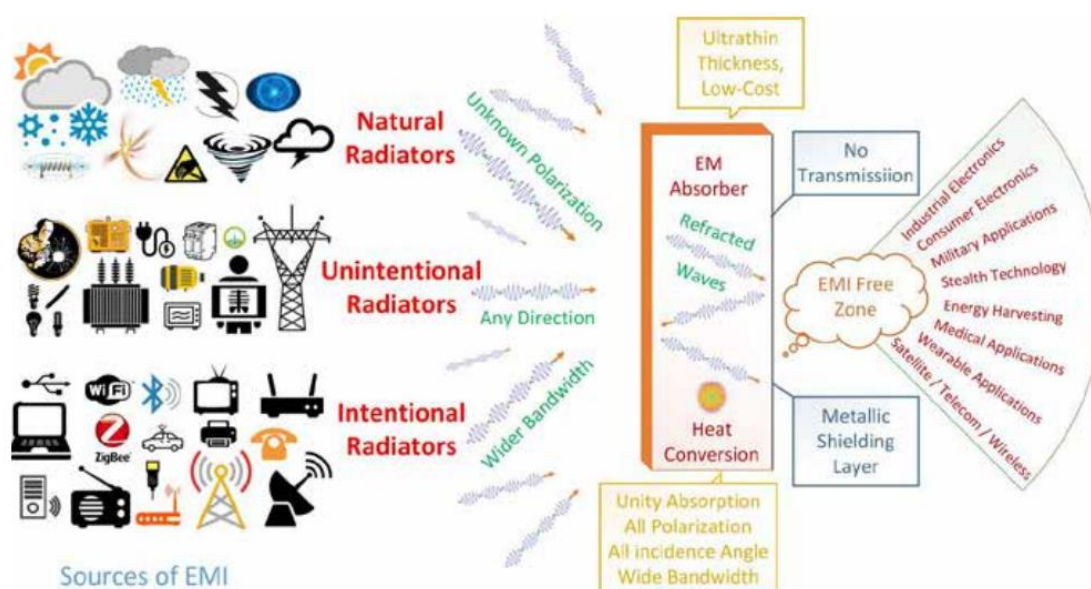 Natural
Radiators
Unintentional
Radiators
WiFi
ZigBee
Intentional
Radiators
Sources of EMI
Unknown Polarization
Any Direction
Wider Bandwidth
Ultrathin
Thickness,
Low-Cost
EM
Absorber
Refracted
Waves
Heat
Conversion
Unity Absorption
All Polarization
All incidence Angle
Wide Bandwidth
No
Transmissiion
Metallic
Shielding
Layer
EMI Free
Zone
Industrial Electronics
Consumer Electronics
Military Applications
Stealth Technology
Energy Harvesting
Medical Applications
Wearable Applications
Satellite / Telecom / Wireless